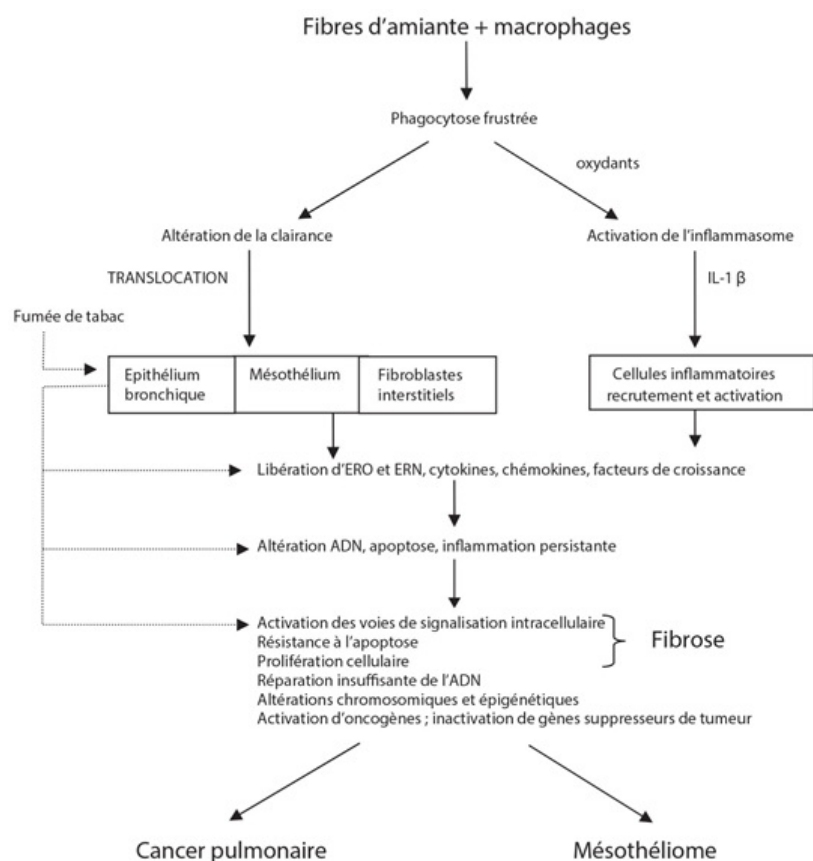 Fibres d'amiante + macrophages
Phagocytose frustrée
oxydants
Altération de la clairance
Activation de l'inflammasome
TRANSLOCATION
IL-1 β
Fumée de tabac
Epithélium
bronchique
Mésothélium
Fibroblastes
interstitiels
Cellules inflammatoires
recrutement et activation
Libération d'ERO et ERN, cytokines, chémokines, facteurs de croissance
Altération ADN, apoptose, inflammation persistante
Activation des voies de signalisation intracellulaire
Résistance à l'apoptose
Prolifération cellulaire
Fibrose
Réparation insuffisante de l'ADN
Altérations chromosomiques et épigénétiques
Activation d'oncogènes ; inactivation de gènes suppresseurs de tumeur
Cancer pulmonaire
Mésothéliome